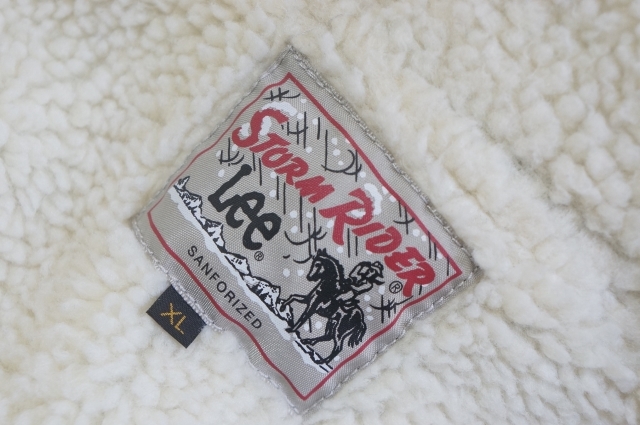 STORM RIDER®
Lee®
SANFORIZED
XL